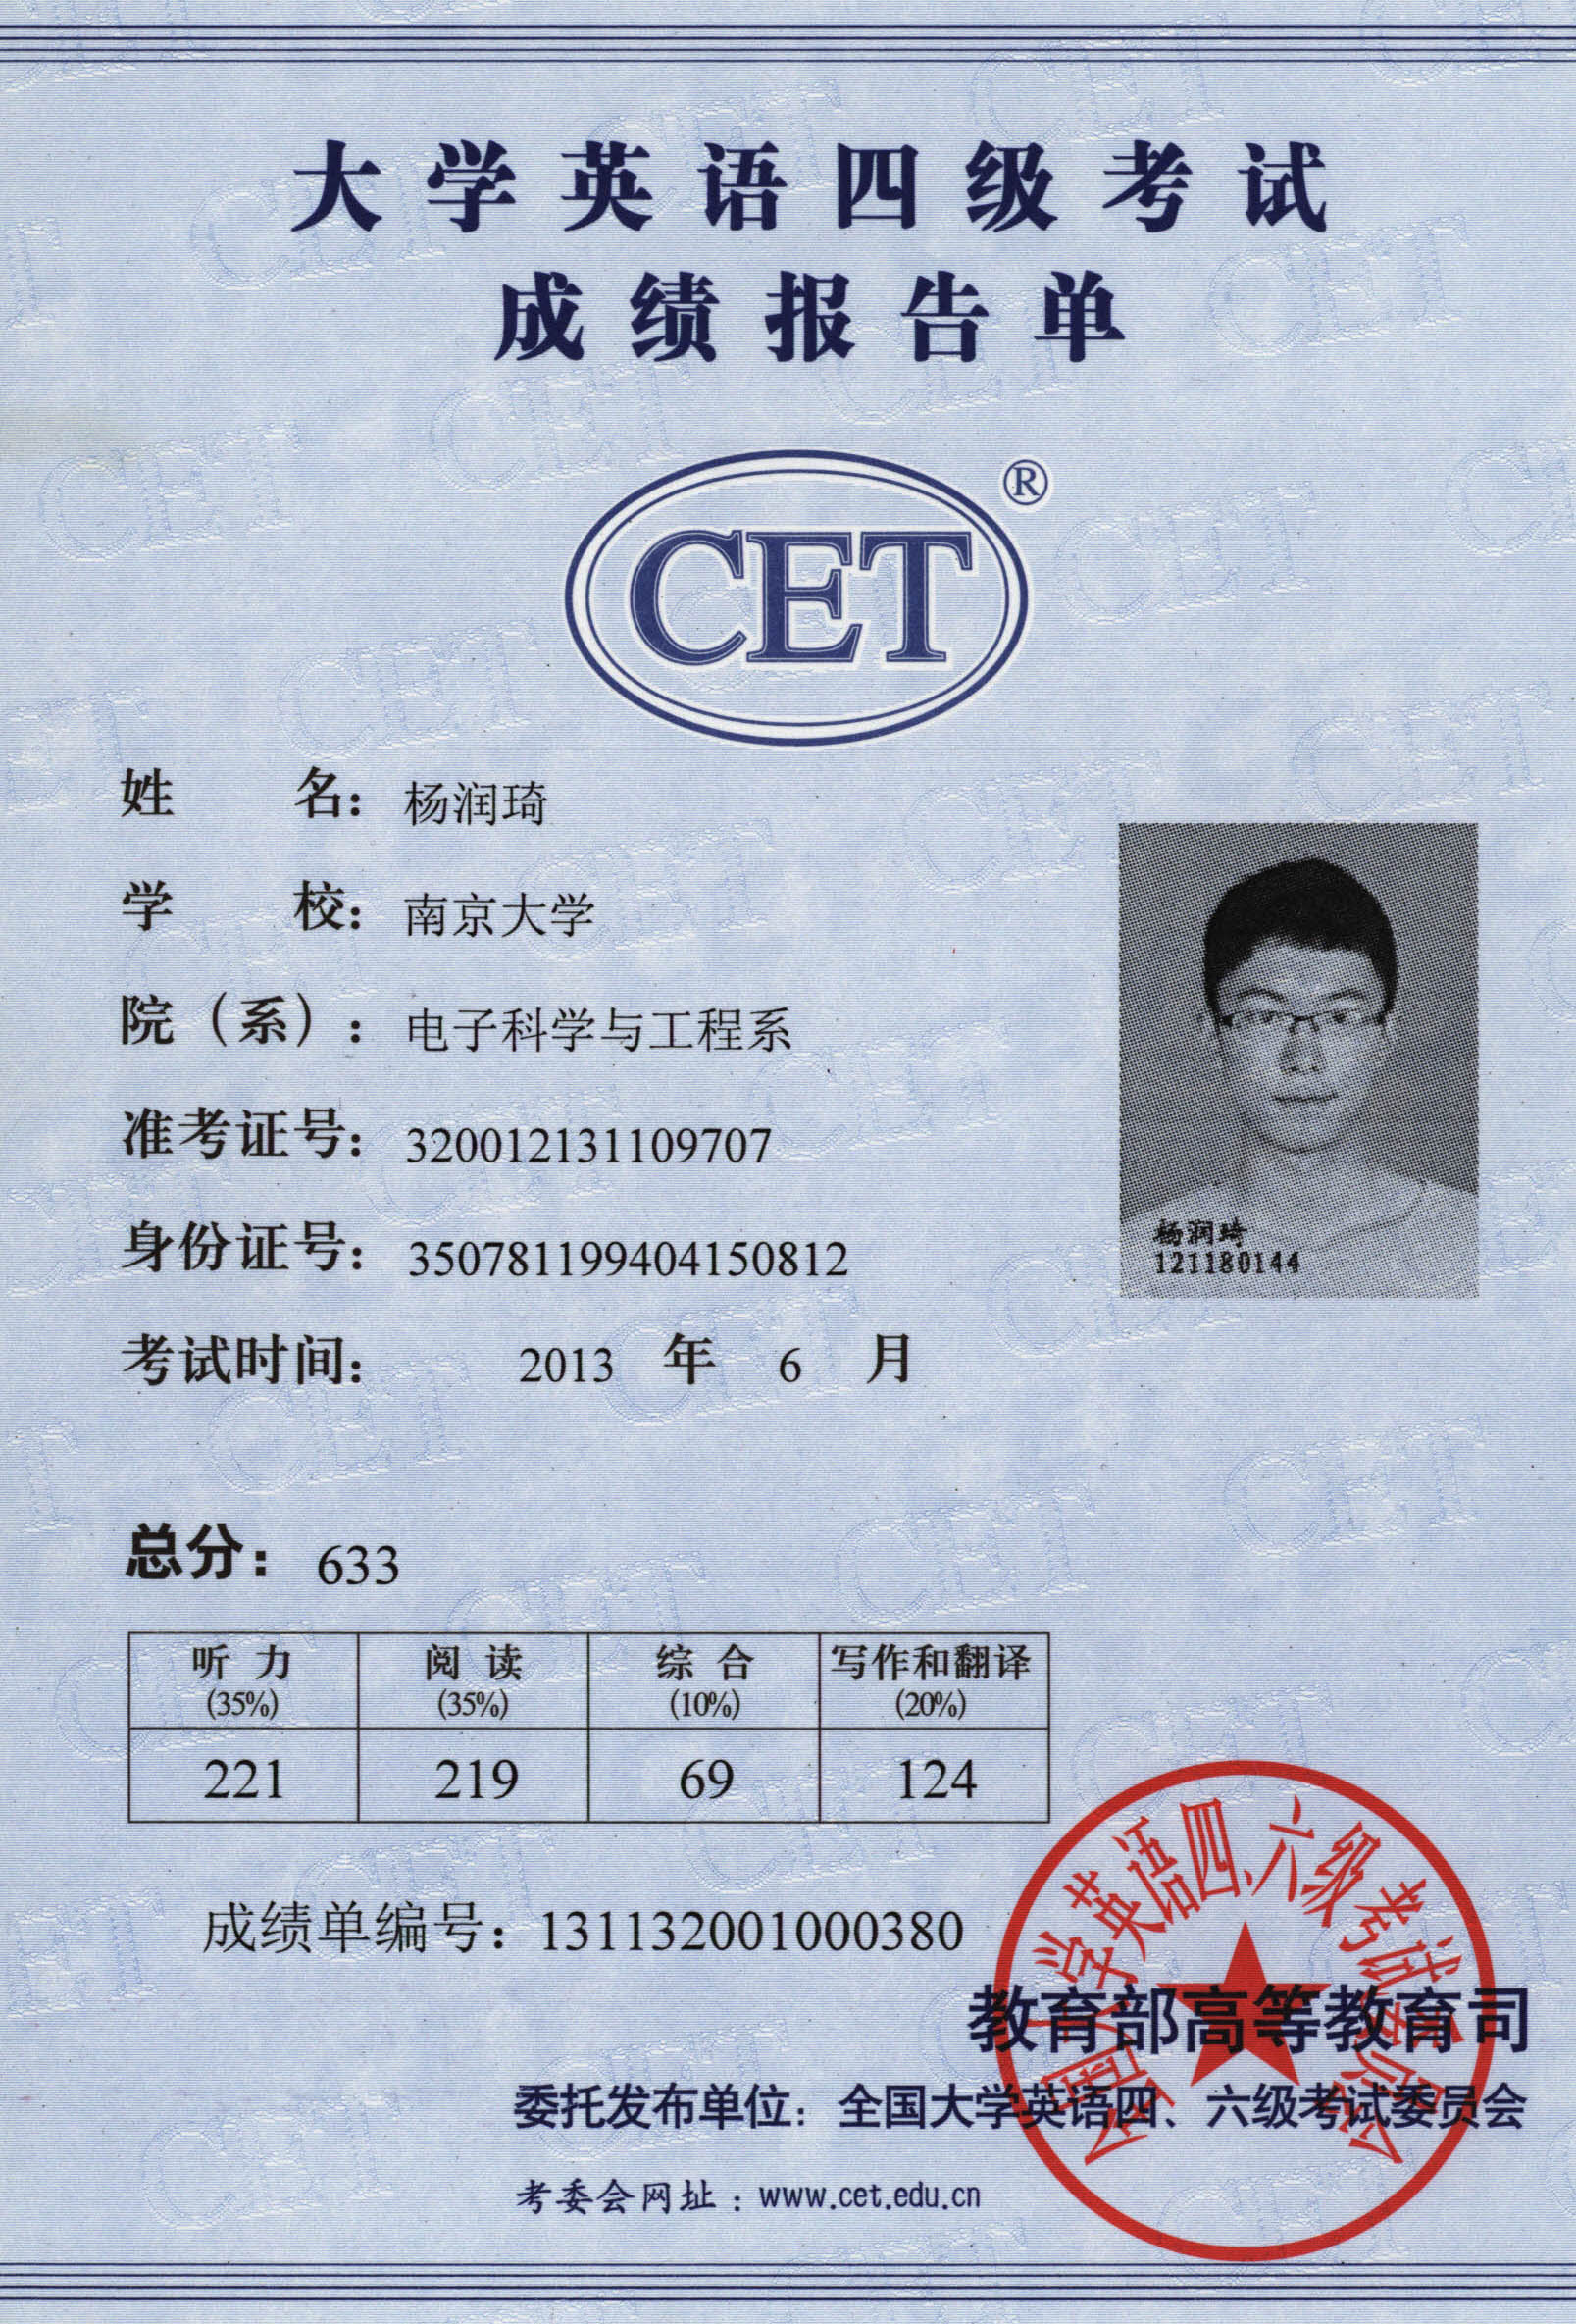 大学英语四级考试
成绩报告单
CET®
姓 名：杨润琦
学 校：南京大学
院（系）：电子科学与工程系
准考证号：320012131109707
身份证号：350781199404150812
考试时间： 2013 年 6 月
杨润琦
121180144
总分：633
听力 阅读 综合 写作和翻译
(35%) (35%) (10%) (20%)
221 219 69 124
成绩单编号：131132001000380
全国大学英语四、六级考试委员会
教育部高等教育司
委托发布单位：全国大学英语四、六级考试委员会
考委会网址：www.cet.edu.cn